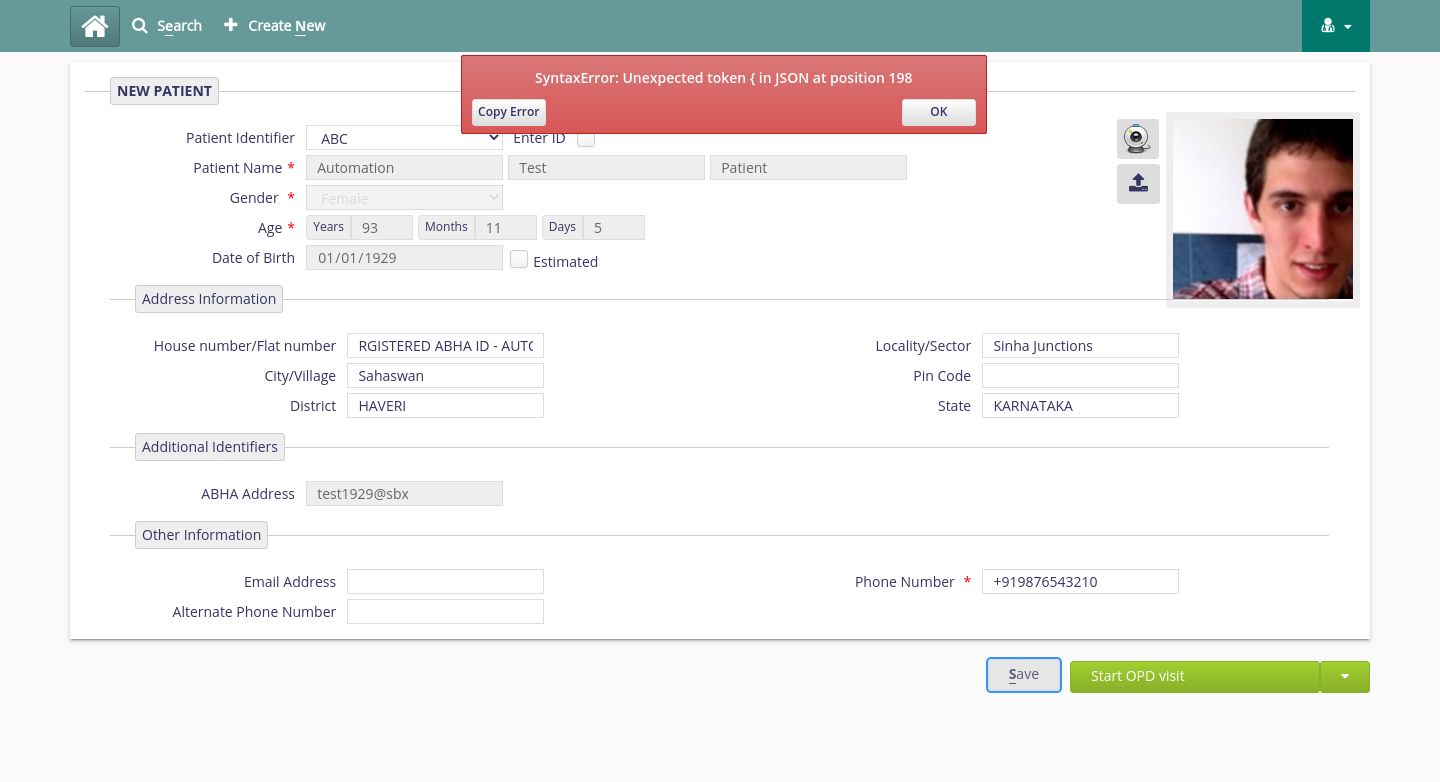 Search
Create New
SyntaxError: Unexpected token { in JSON at position 198
Copy Error
OK
NEW PATIENT
Patient Identifier ABC Enter ID
Patient Name * Automation Test Patient
Gender * Female
Age * Years 93 Months 11 Days 5
Date of Birth 01/01/1929 Estimated
Address Information
House number/Flat number RGISTERED ABHA ID - AUTO Locality/Sector Sinha Junctions
City/Village Sahaswan Pin Code
District HAVERI State KARNATAKA
Additional Identifiers
ABHA Address test1929@sbx
Other Information
Email Address Phone Number * +919876543210
Alternate Phone Number
Save Start OPD visit